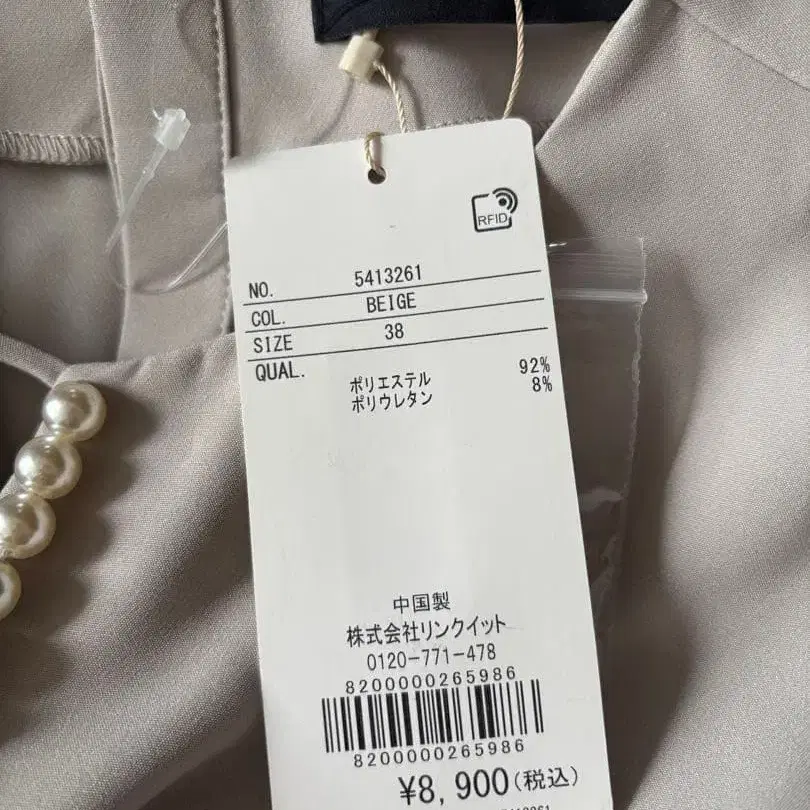 RFID
NO. 5413261
COL. BEIGE
SIZE 38
QUAL.
ポリエステル 92%
ポリウレタン 8%
中国製
株式会社リンクイット
0120-771-478
8200000265986
8200000265986
¥8,900(税込)